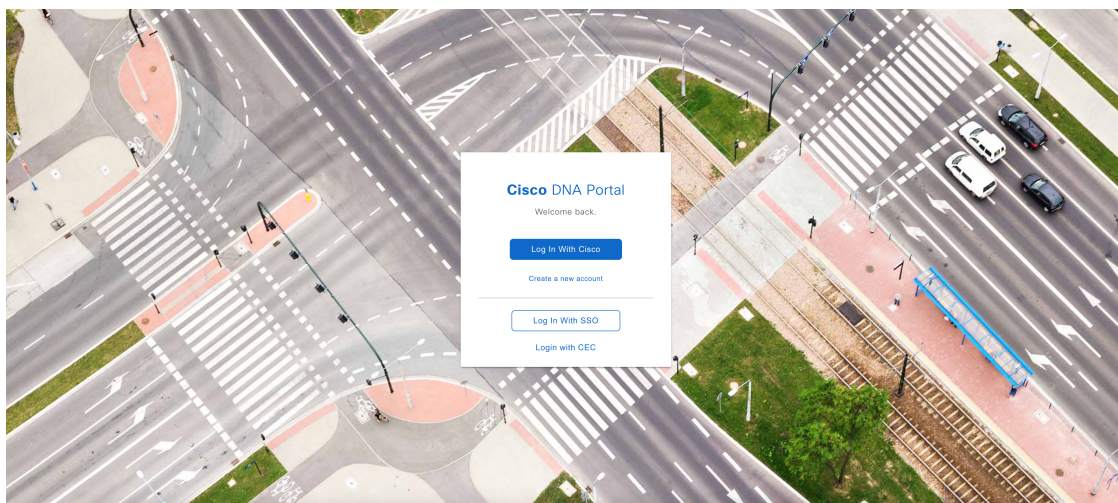 Cisco DNA Portal
Welcome back.
Log In With Cisco
Create a new account
Log In With SSO
Login with CEC